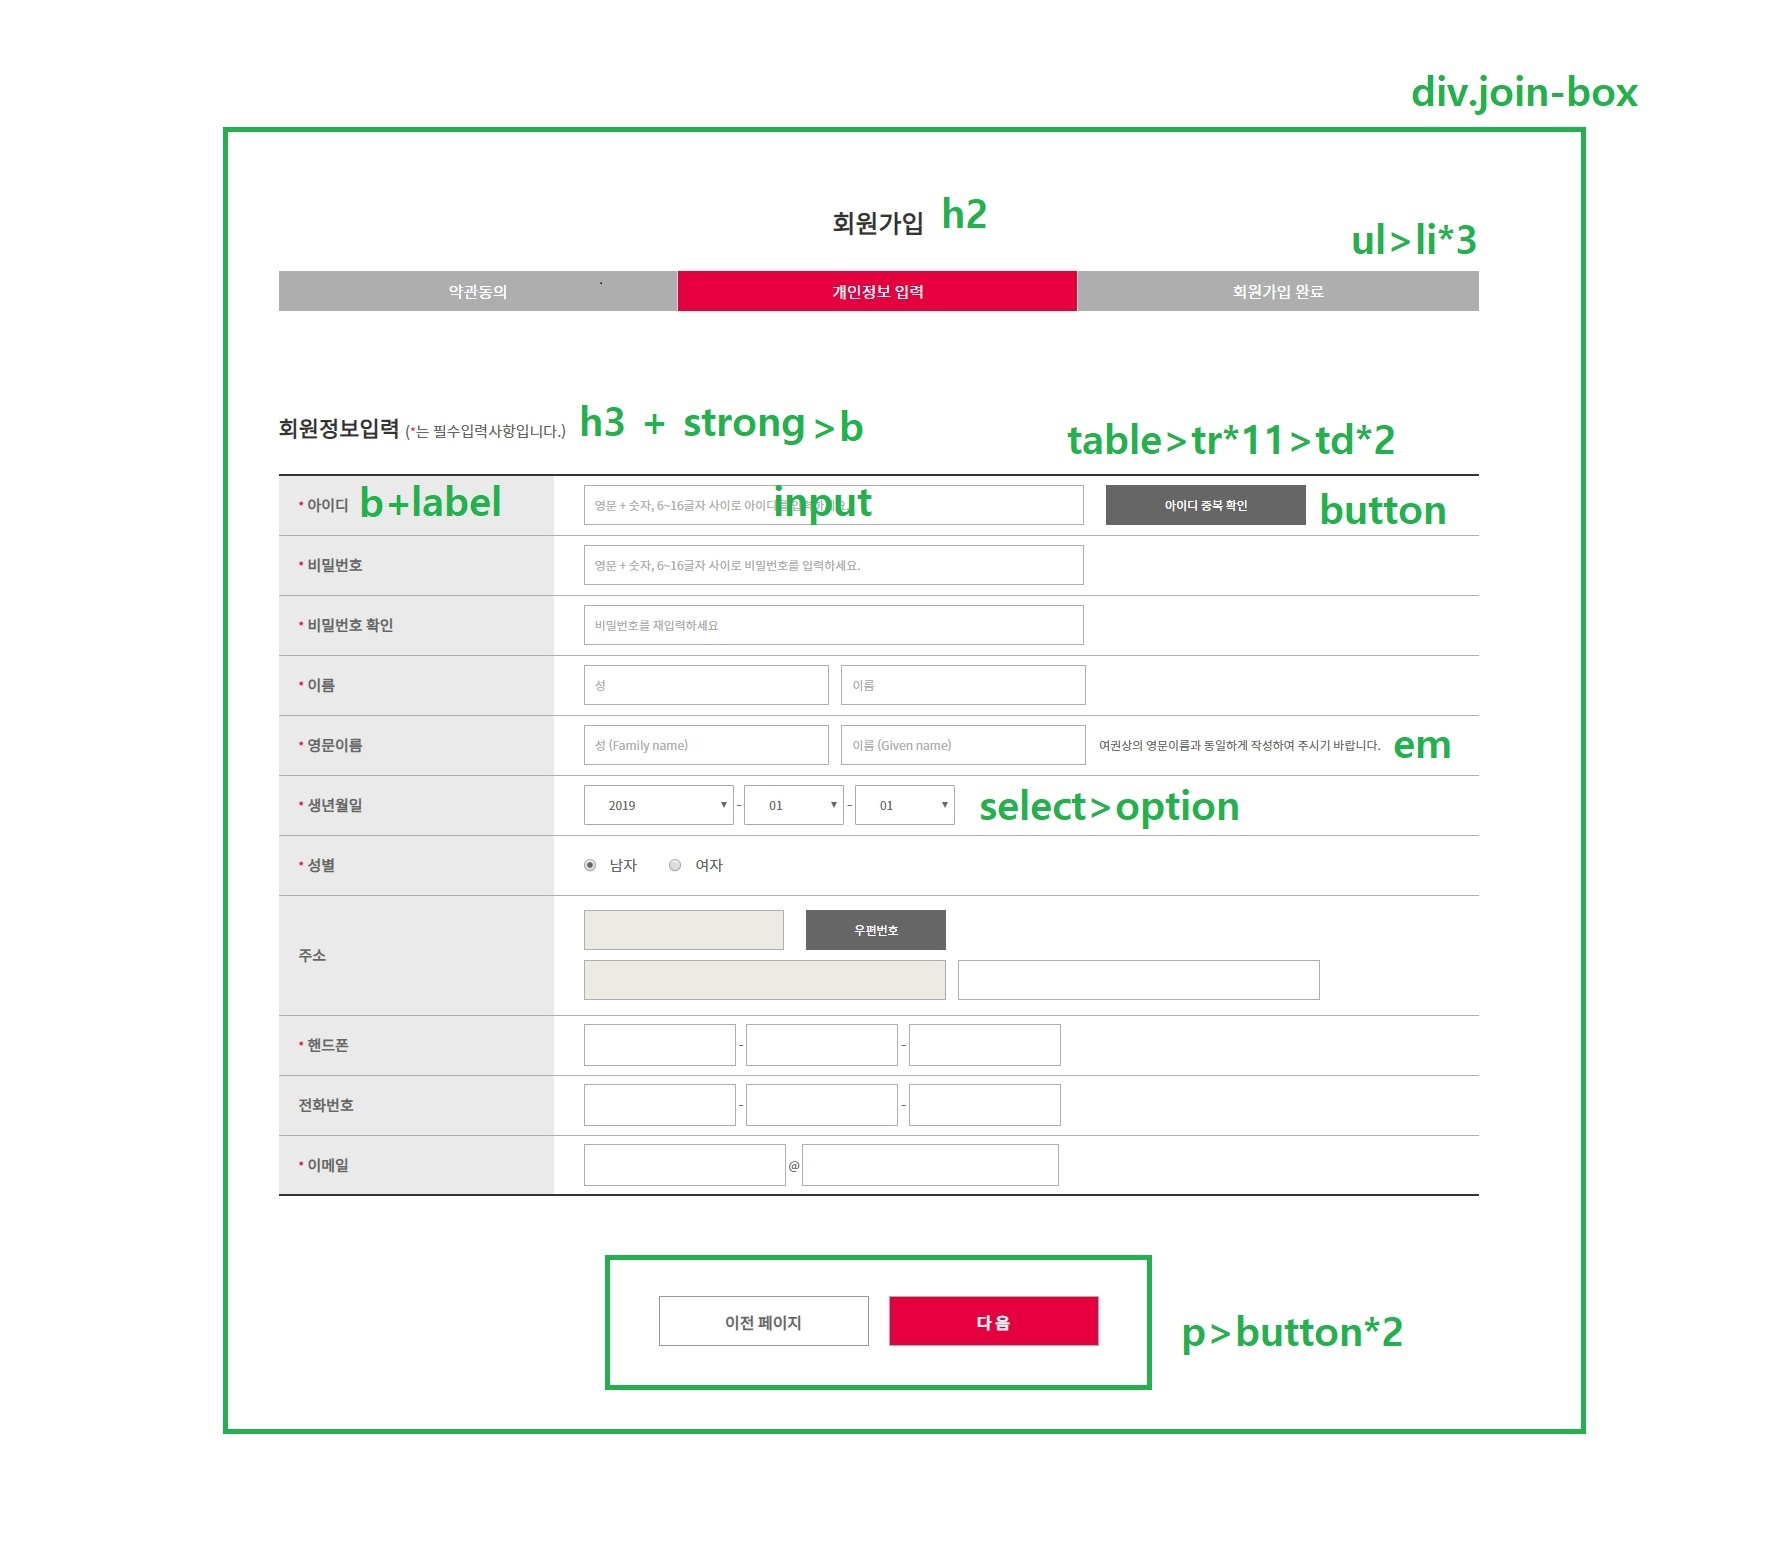 div.join-box
회원가입 h2
ul>li*3
약관동의 개인정보 입력 회원가입 완료
회원정보입력 (*는 필수입력사항입니다.) h3 + strong >b
table>tr*11>td*2
* 아이디 b+label 영문 + 숫자, 6~16글자 사이로 아이디를 입력하세요. input 아이디 중복 확인 button
* 비밀번호 영문 + 숫자, 6~16글자 사이로 비밀번호를 입력하세요.
* 비밀번호 확인 비밀번호를 재입력하세요
* 이름 성 이름
* 영문이름 성 (Family name) 이름 (Given name) 여권상의 영문이름과 동일하게 작성하여 주시기 바랍니다. em
* 생년월일 2019 - 01 - 01 select>option
* 성별 남자 여자
우편번호
주소
* 핸드폰 - -
전화번호 - -
* 이메일 @
이전 페이지 다 음
p>button*2